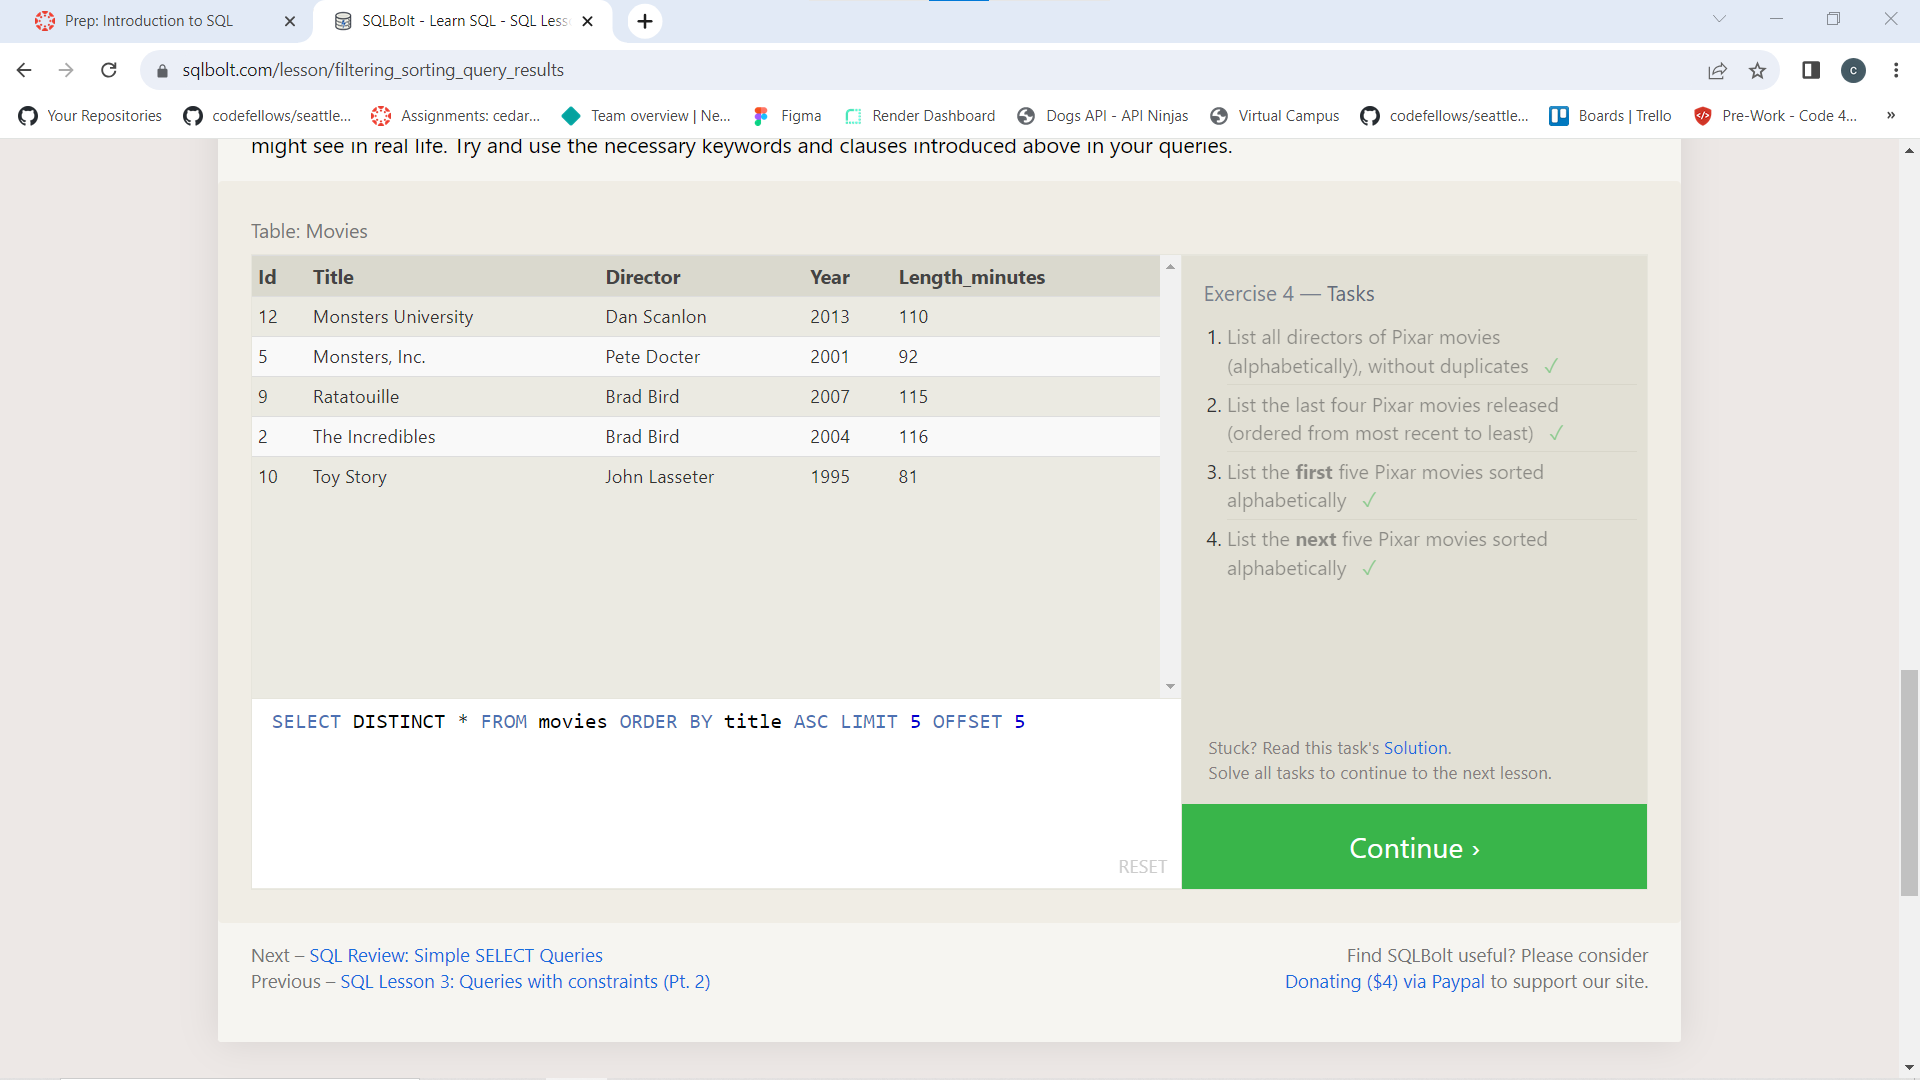 Prep: Introduction to SQL
SQLBolt - Learn SQL - SQL Less
sqlbolt.com/lesson/filtering_sorting_query_results
c
Your Repositories
codefellows/seattle...
Assignments: cedar...
Team overview | Ne...
Figma
Render Dashboard
Dogs API - API Ninjas
Virtual Campus
codefellows/seattle...
Boards | Trello
Pre-Work - Code 4...
»
might see in real life. Try and use the necessary keywords and clauses introduced above in your queries.
Table: Movies
Id Title Director Year Length_minutes
12 Monsters University Dan Scanlon 2013 110
5 Monsters, Inc. Pete Docter 2001 92
9 Ratatouille Brad Bird 2007 115
2 The Incredibles Brad Bird 2004 116
10 Toy Story John Lasseter 1995 81
SELECT DISTINCT * FROM movies ORDER BY title ASC LIMIT 5 OFFSET 5
RESET
Exercise 4 — Tasks
1. List all directors of Pixar movies
(alphabetically), without duplicates ✓
2. List the last four Pixar movies released
(ordered from most recent to least) ✓
3. List the first five Pixar movies sorted
alphabetically ✓
4. List the next five Pixar movies sorted
alphabetically ✓
Stuck? Read this task's Solution.
Solve all tasks to continue to the next lesson.
Continue ›
Next – SQL Review: Simple SELECT Queries
Previous – SQL Lesson 3: Queries with constraints (Pt. 2)
Find SQLBolt useful? Please consider
Donating ($4) via Paypal to support our site.